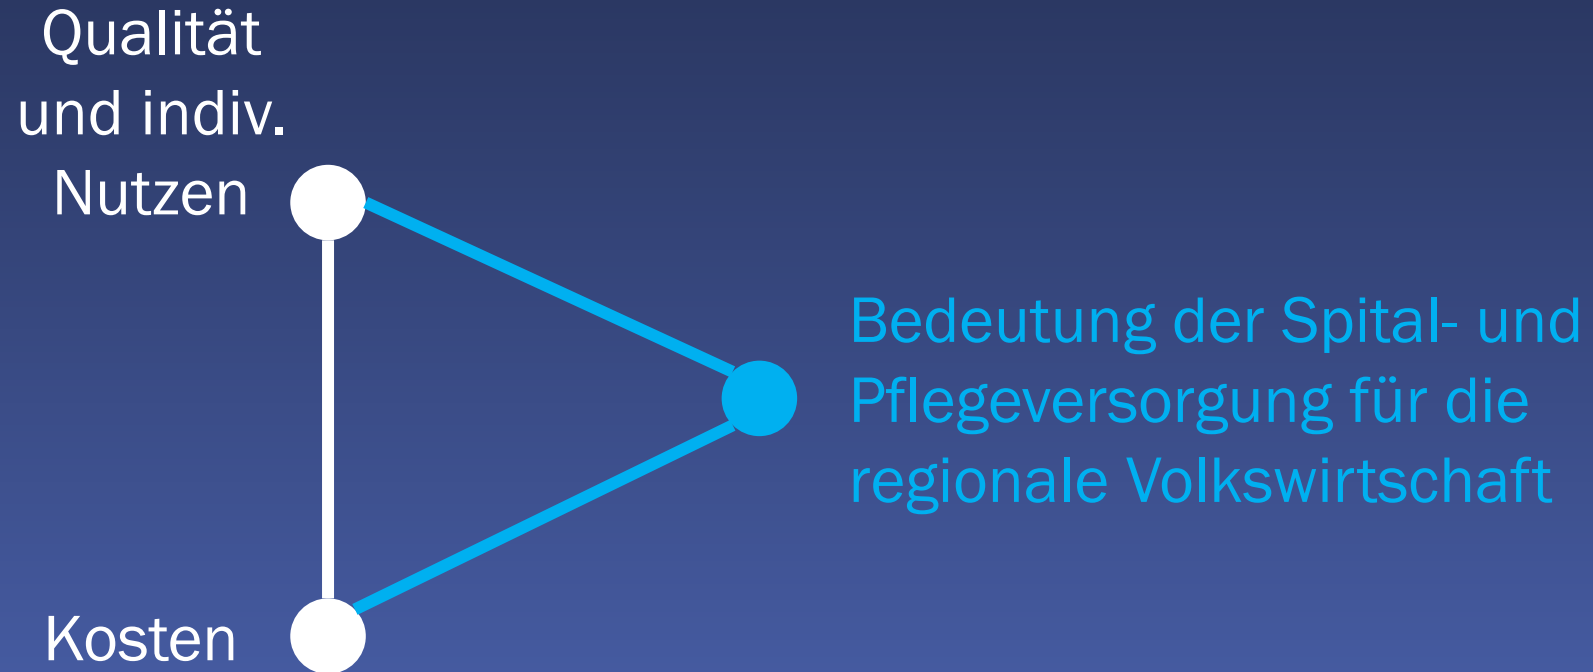 Qualität
und indiv.
Nutzen
Bedeutung der Spital- und
Pflegeversorgung für die
regionale Volkswirtschaft
Kosten